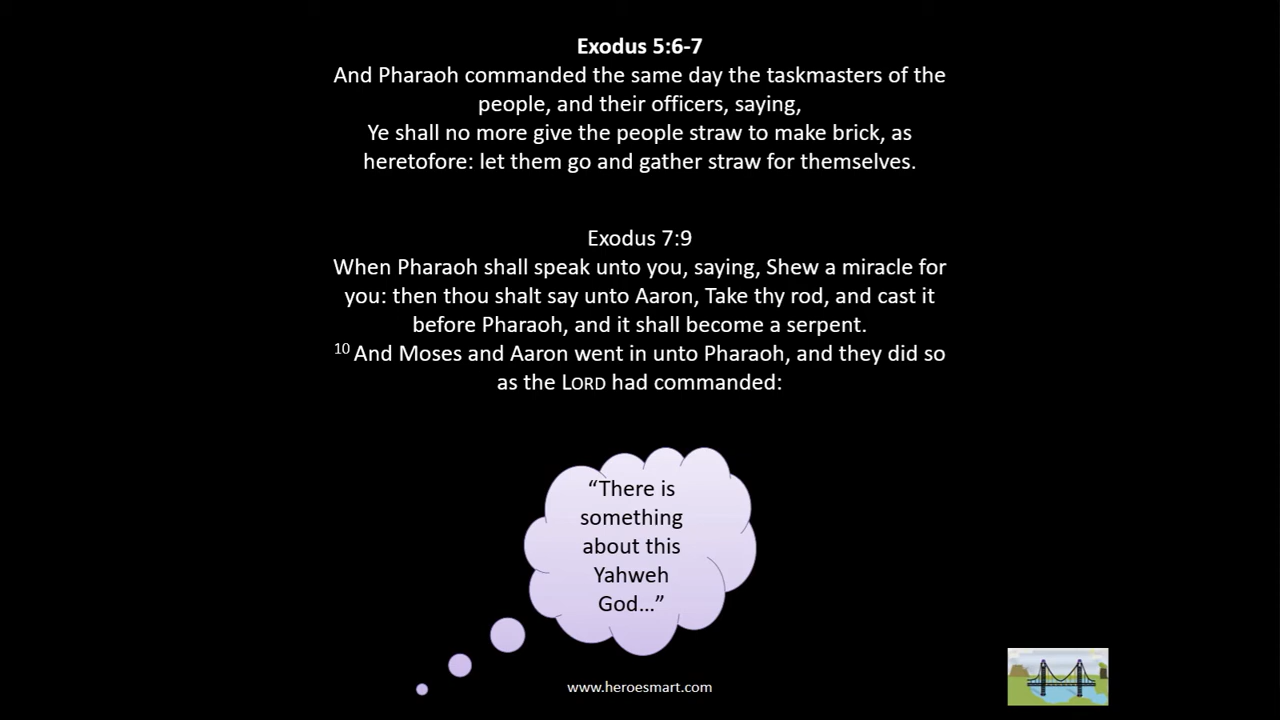 Exodus 5:6-7
And Pharaoh commanded the same day the taskmasters of the
people, and their officers, saying,
Ye shall no more give the people straw to make brick, as
heretofore: let them go and gather straw for themselves.
Exodus 7:9
When Pharaoh shall speak unto you, saying, Shew a miracle for
you: then thou shalt say unto Aaron, Take thy rod, and cast it
before Pharaoh, and it shall become a serpent.
10 And Moses and Aaron went in unto Pharaoh, and they did so
as the LORD had commanded:
“There is
something
about this
Yahweh
God...”
www.heroesmart.com